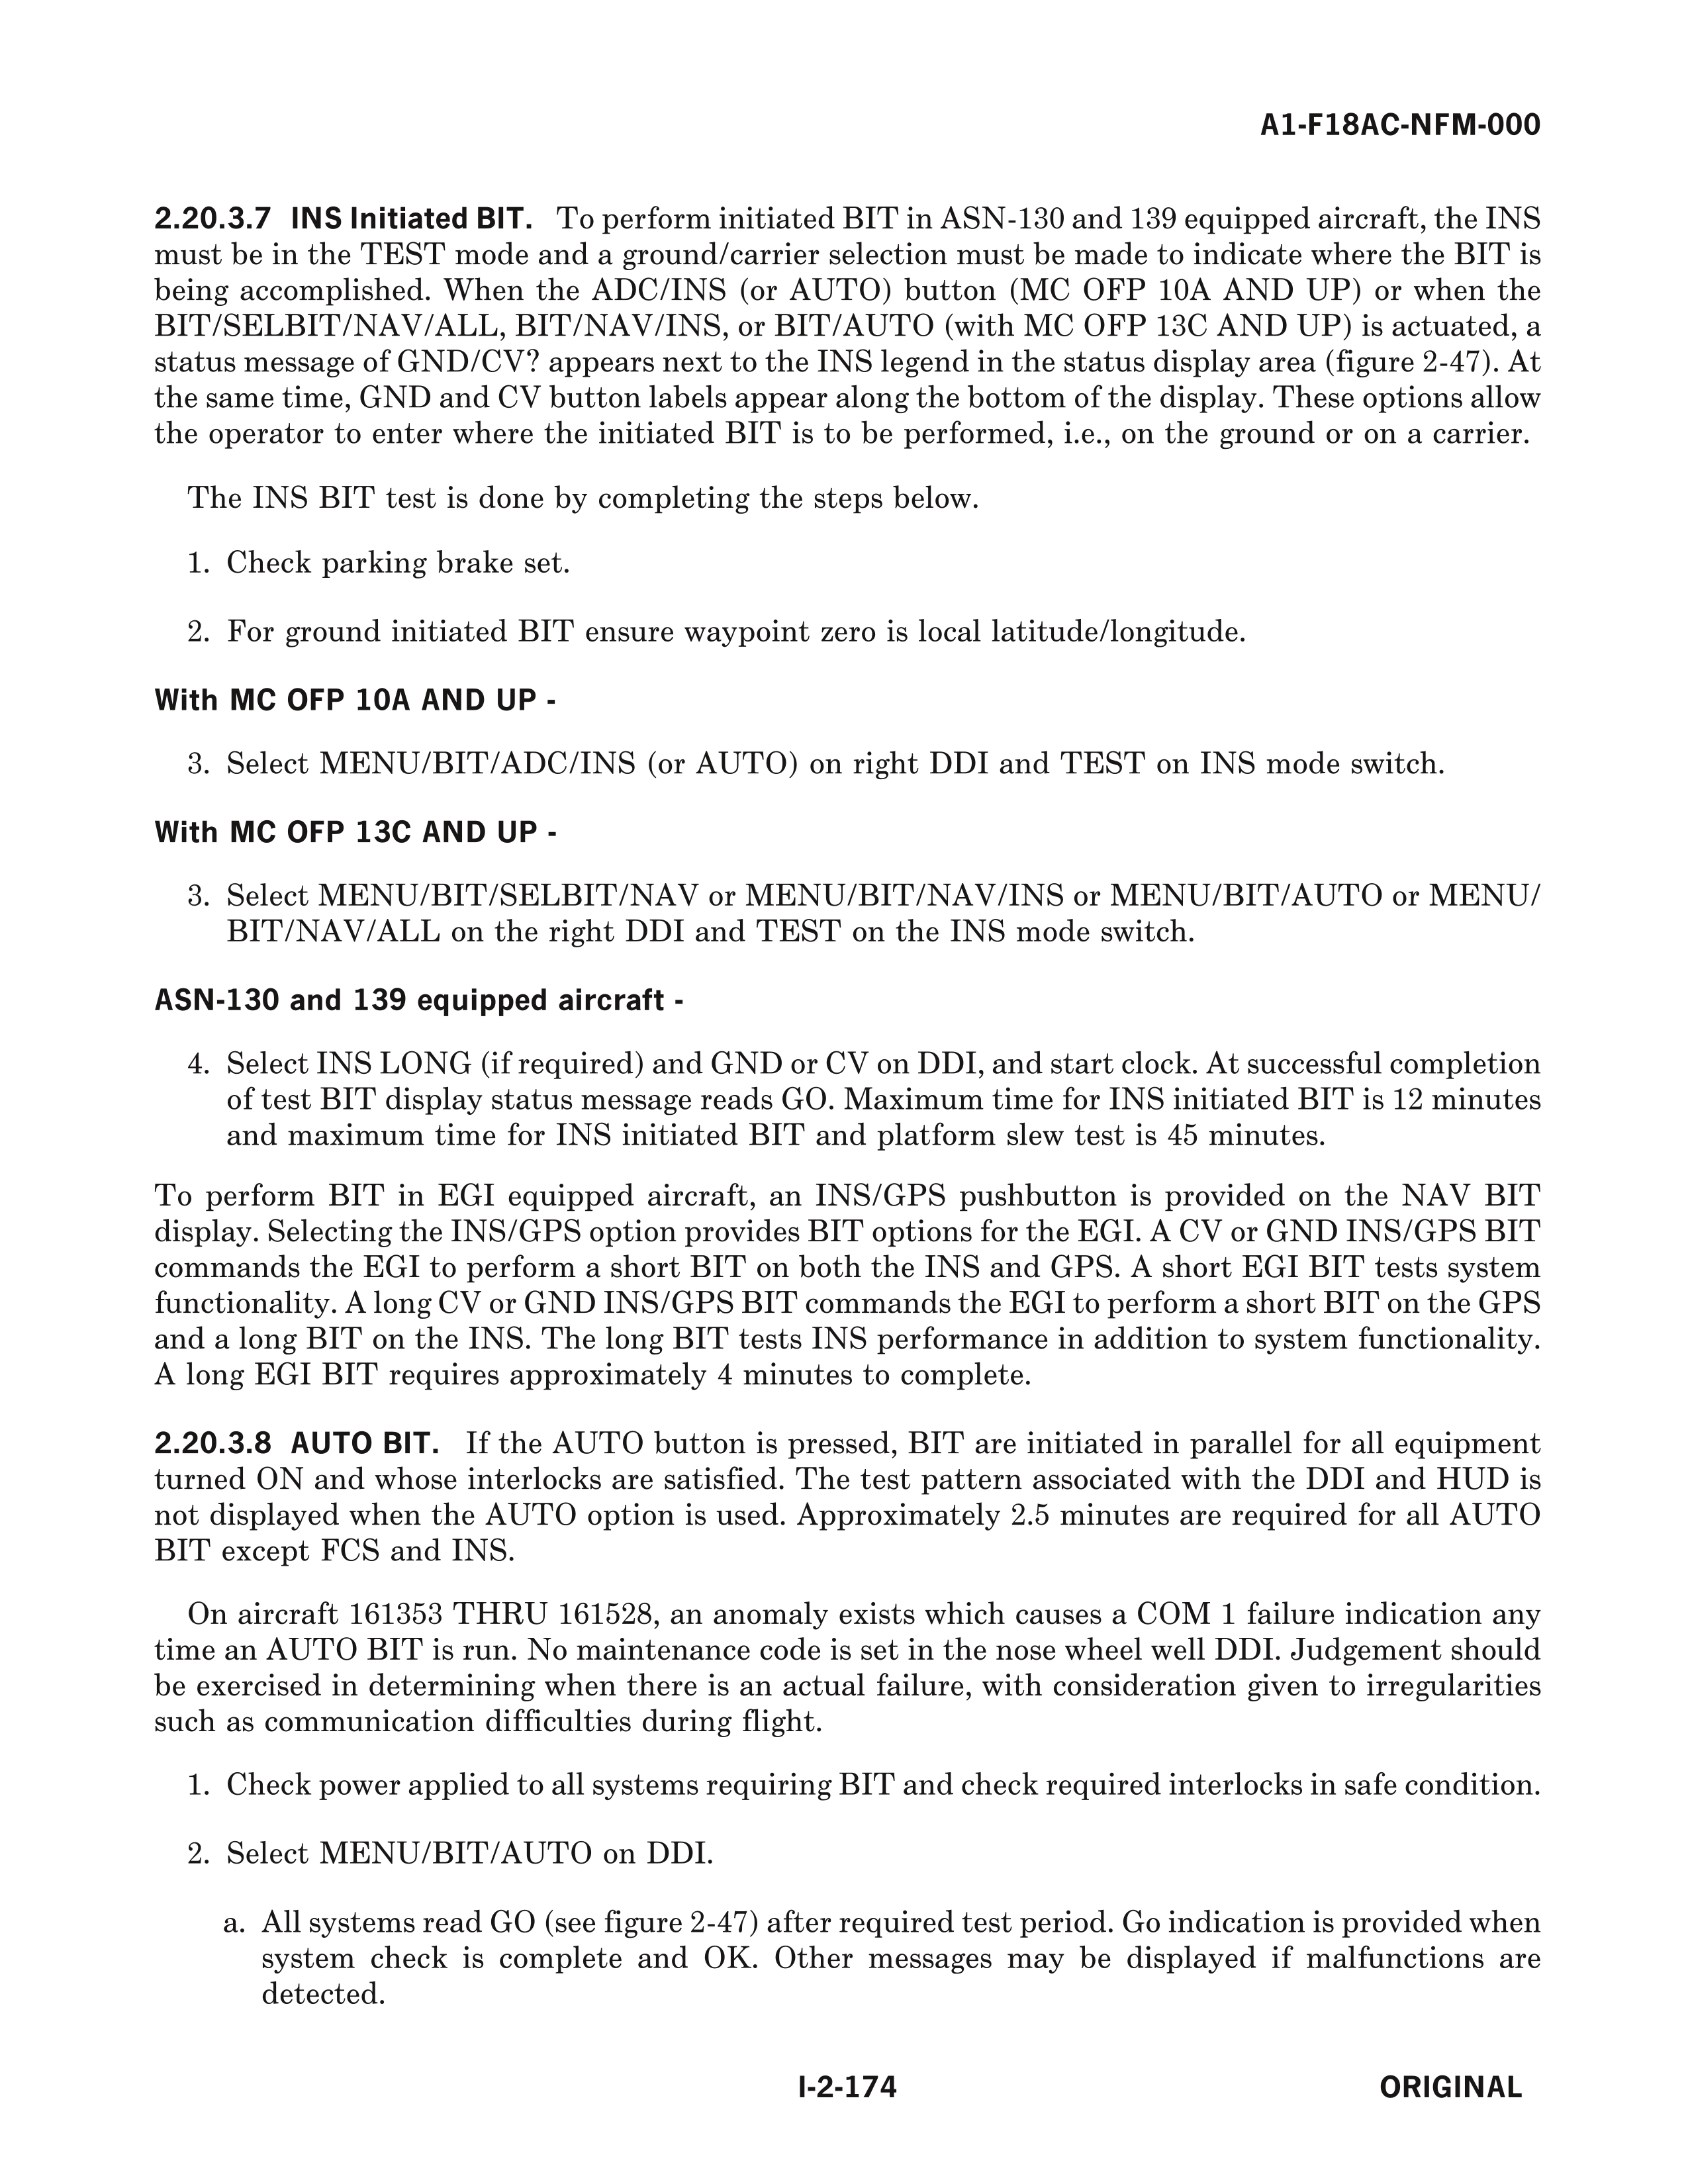 A1-F18AC-NFM-000
2.20.3.7 INS Initiated BIT. To perform initiated BIT in ASN-130 and 139 equipped aircraft, the INS
must be in the TEST mode and a ground/carrier selection must be made to indicate where the BIT is
being accomplished. When the ADC/INS (or AUTO) button (MC OFP 10A AND UP) or when the
BIT/SELBIT/NAV/ALL, BIT/NAV/INS, or BIT/AUTO (with MC OFP 13C AND UP) is actuated, a
status message of GND/CV? appears next to the INS legend in the status display area (figure 2-47). At
the same time, GND and CV button labels appear along the bottom of the display. These options allow
the operator to enter where the initiated BIT is to be performed, i.e., on the ground or on a carrier.
The INS BIT test is done by completing the steps below.
1. Check parking brake set.
2. For ground initiated BIT ensure waypoint zero is local latitude/longitude.
With MC OFP 10A AND UP -
3. Select MENU/BIT/ADC/INS (or AUTO) on right DDI and TEST on INS mode switch.
With MC OFP 13C AND UP -
3. Select MENU/BIT/SELBIT/NAV or MENU/BIT/NAV/INS or MENU/BIT/AUTO or MENU/
BIT/NAV/ALL on the right DDI and TEST on the INS mode switch.
ASN-130 and 139 equipped aircraft -
4. Select INS LONG (if required) and GND or CV on DDI, and start clock. At successful completion
of test BIT display status message reads GO. Maximum time for INS initiated BIT is 12 minutes
and maximum time for INS initiated BIT and platform slew test is 45 minutes.
To perform BIT in EGI equipped aircraft, an INS/GPS pushbutton is provided on the NAV BIT
display. Selecting the INS/GPS option provides BIT options for the EGI. A CV or GND INS/GPS BIT
commands the EGI to perform a short BIT on both the INS and GPS. A short EGI BIT tests system
functionality. A long CV or GND INS/GPS BIT commands the EGI to perform a short BIT on the GPS
and a long BIT on the INS. The long BIT tests INS performance in addition to system functionality.
A long EGI BIT requires approximately 4 minutes to complete.
2.20.3.8 AUTO BIT. If the AUTO button is pressed, BIT are initiated in parallel for all equipment
turned ON and whose interlocks are satisfied. The test pattern associated with the DDI and HUD is
not displayed when the AUTO option is used. Approximately 2.5 minutes are required for all AUTO
BIT except FCS and INS.
On aircraft 161353 THRU 161528, an anomaly exists which causes a COM 1 failure indication any
time an AUTO BIT is run. No maintenance code is set in the nose wheel well DDI. Judgement should
be exercised in determining when there is an actual failure, with consideration given to irregularities
such as communication difficulties during flight.
1. Check power applied to all systems requiring BIT and check required interlocks in safe condition.
2. Select MENU/BIT/AUTO on DDI.
a. All systems read GO (see figure 2-47) after required test period. Go indication is provided when
system check is complete and OK. Other messages may be displayed if malfunctions are
detected.
I-2-174
ORIGINAL